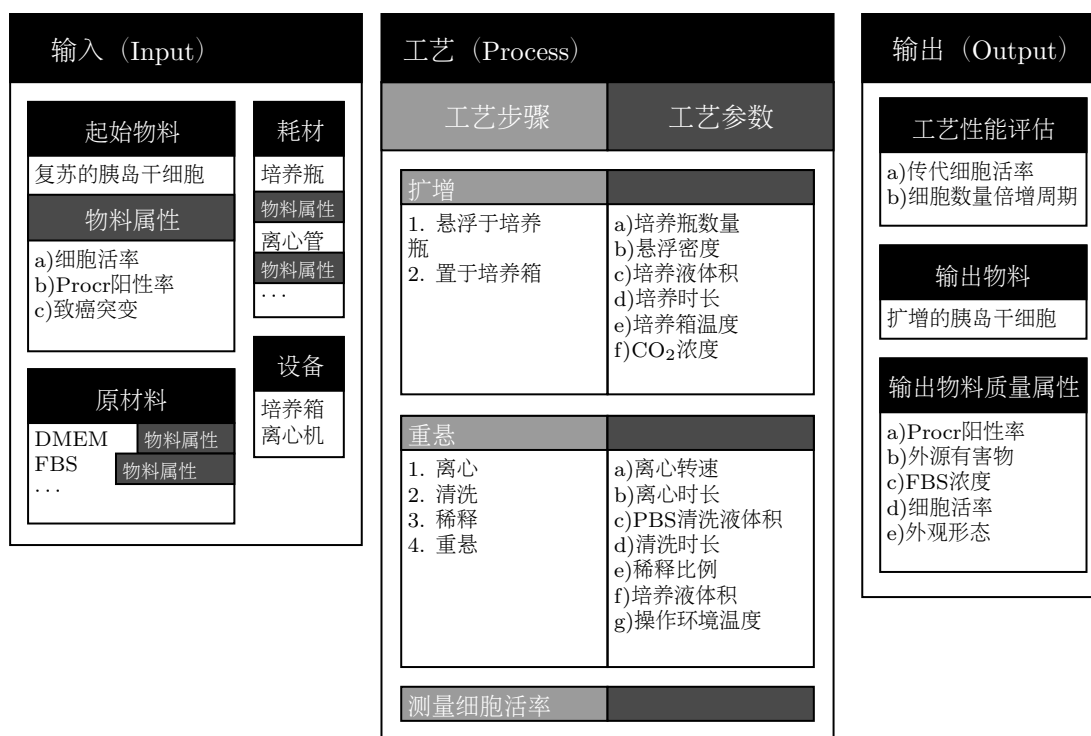 输入（Input）
起始物料
复苏的胰岛干细胞
物料属性
a)细胞活率
b)Procr阳性率
c)致癌突变
原材料
DMEM 物料属性
FBS 物料属性
···
耗材
培养瓶
物料属性
离心管
物料属性
···
设备
培养箱
离心机
工艺（Process）
工艺步骤 工艺参数
扩增
1. 悬浮于培养
瓶
2. 置于培养箱
a)培养瓶数量
b)悬浮密度
c)培养液体积
d)培养时长
e)培养箱温度
f)CO₂浓度
重悬
1. 离心
2. 清洗
3. 稀释
4. 重悬
a)离心转速
b)离心时长
c)PBS清洗液体积
d)清洗时长
e)稀释比例
f)培养液体积
g)操作环境温度
测量细胞活率
输出（Output）
工艺性能评估
a)传代细胞活率
b)细胞数量倍增周期
输出物料
扩增的胰岛干细胞
输出物料质量属性
a)Procr阳性率
b)外源有害物
c)FBS浓度
d)细胞活率
e)外观形态